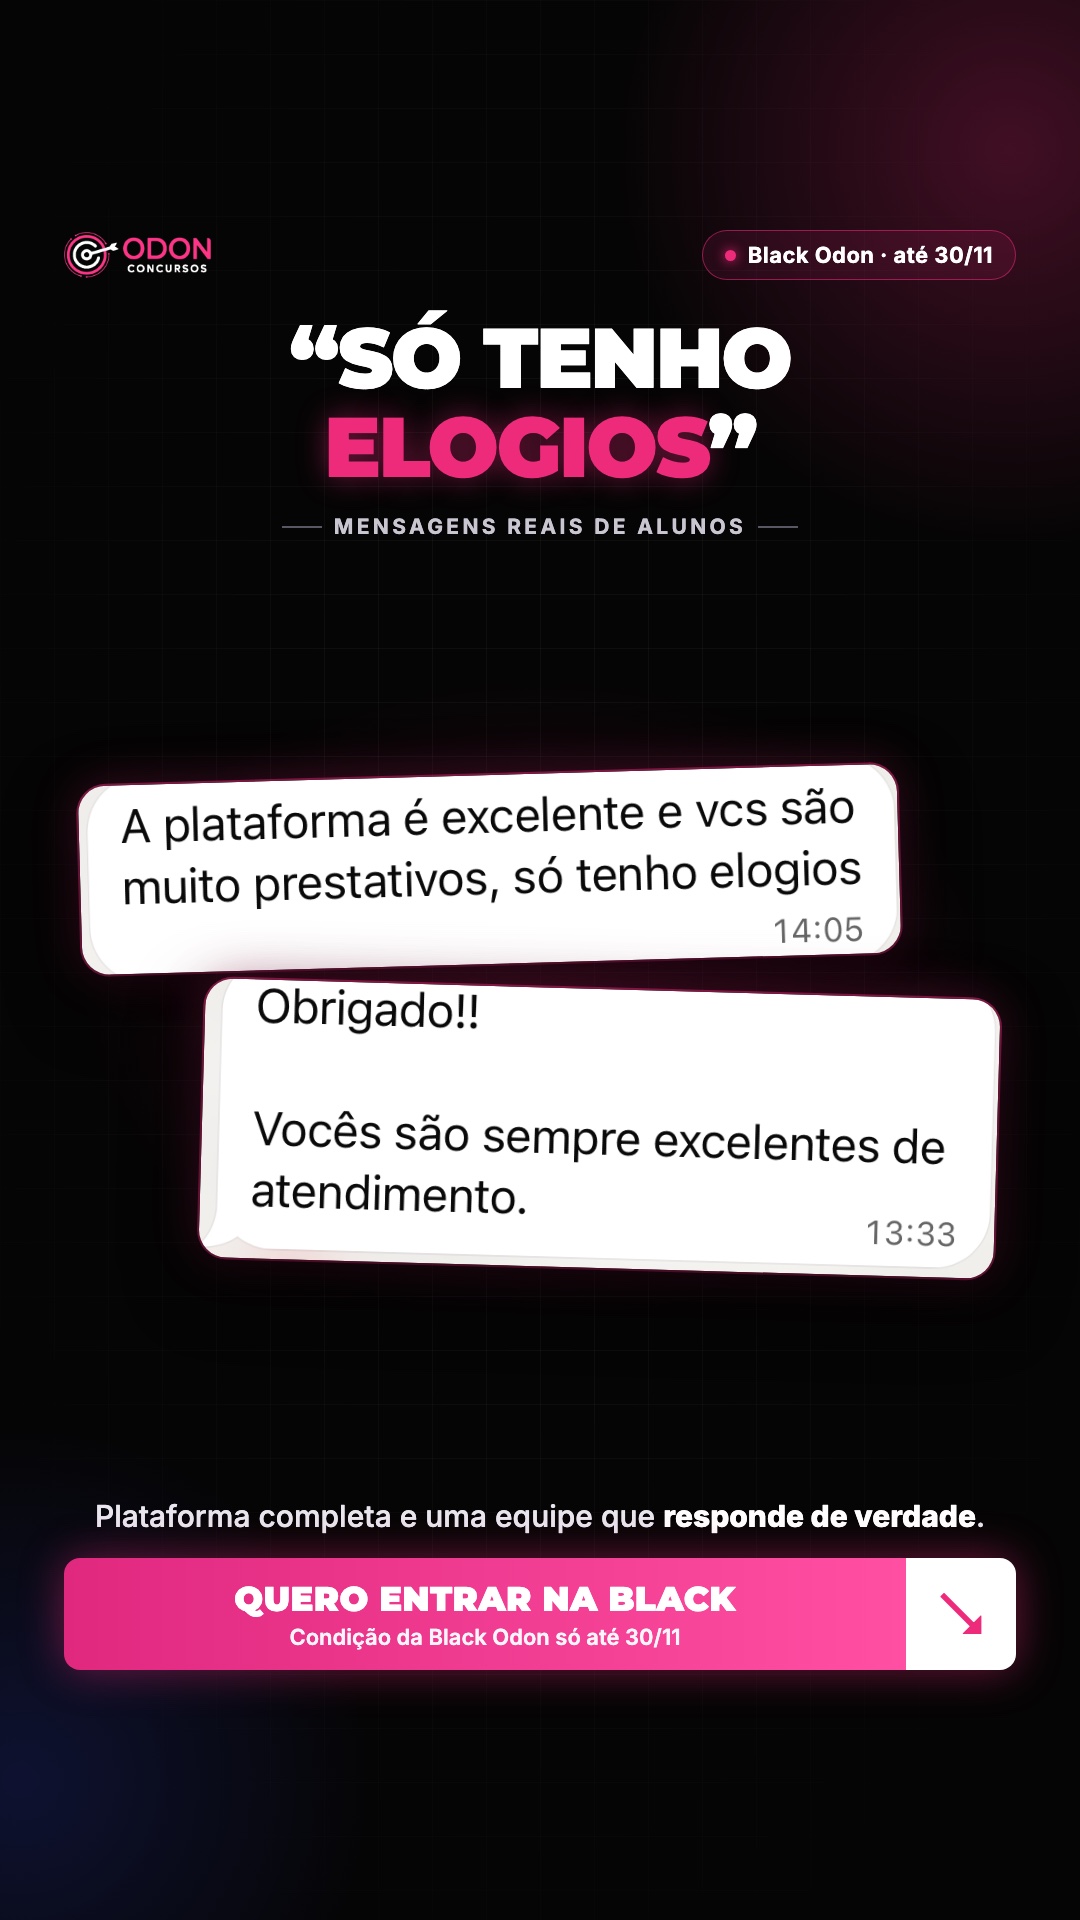 ODON
CONCURSOS
Black Odon · até 30/11
“SÓ TENHO
ELOGIOS”
MENSAGENS REAIS DE ALUNOS
A plataforma é excelente e vcs são
muito prestativos, só tenho elogios
14:05
Obrigado!!
Vocês são sempre excelentes de
atendimento.
13:33
Plataforma completa e uma equipe que responde de verdade.
QUERO ENTRAR NA BLACK
Condição da Black Odon só até 30/11